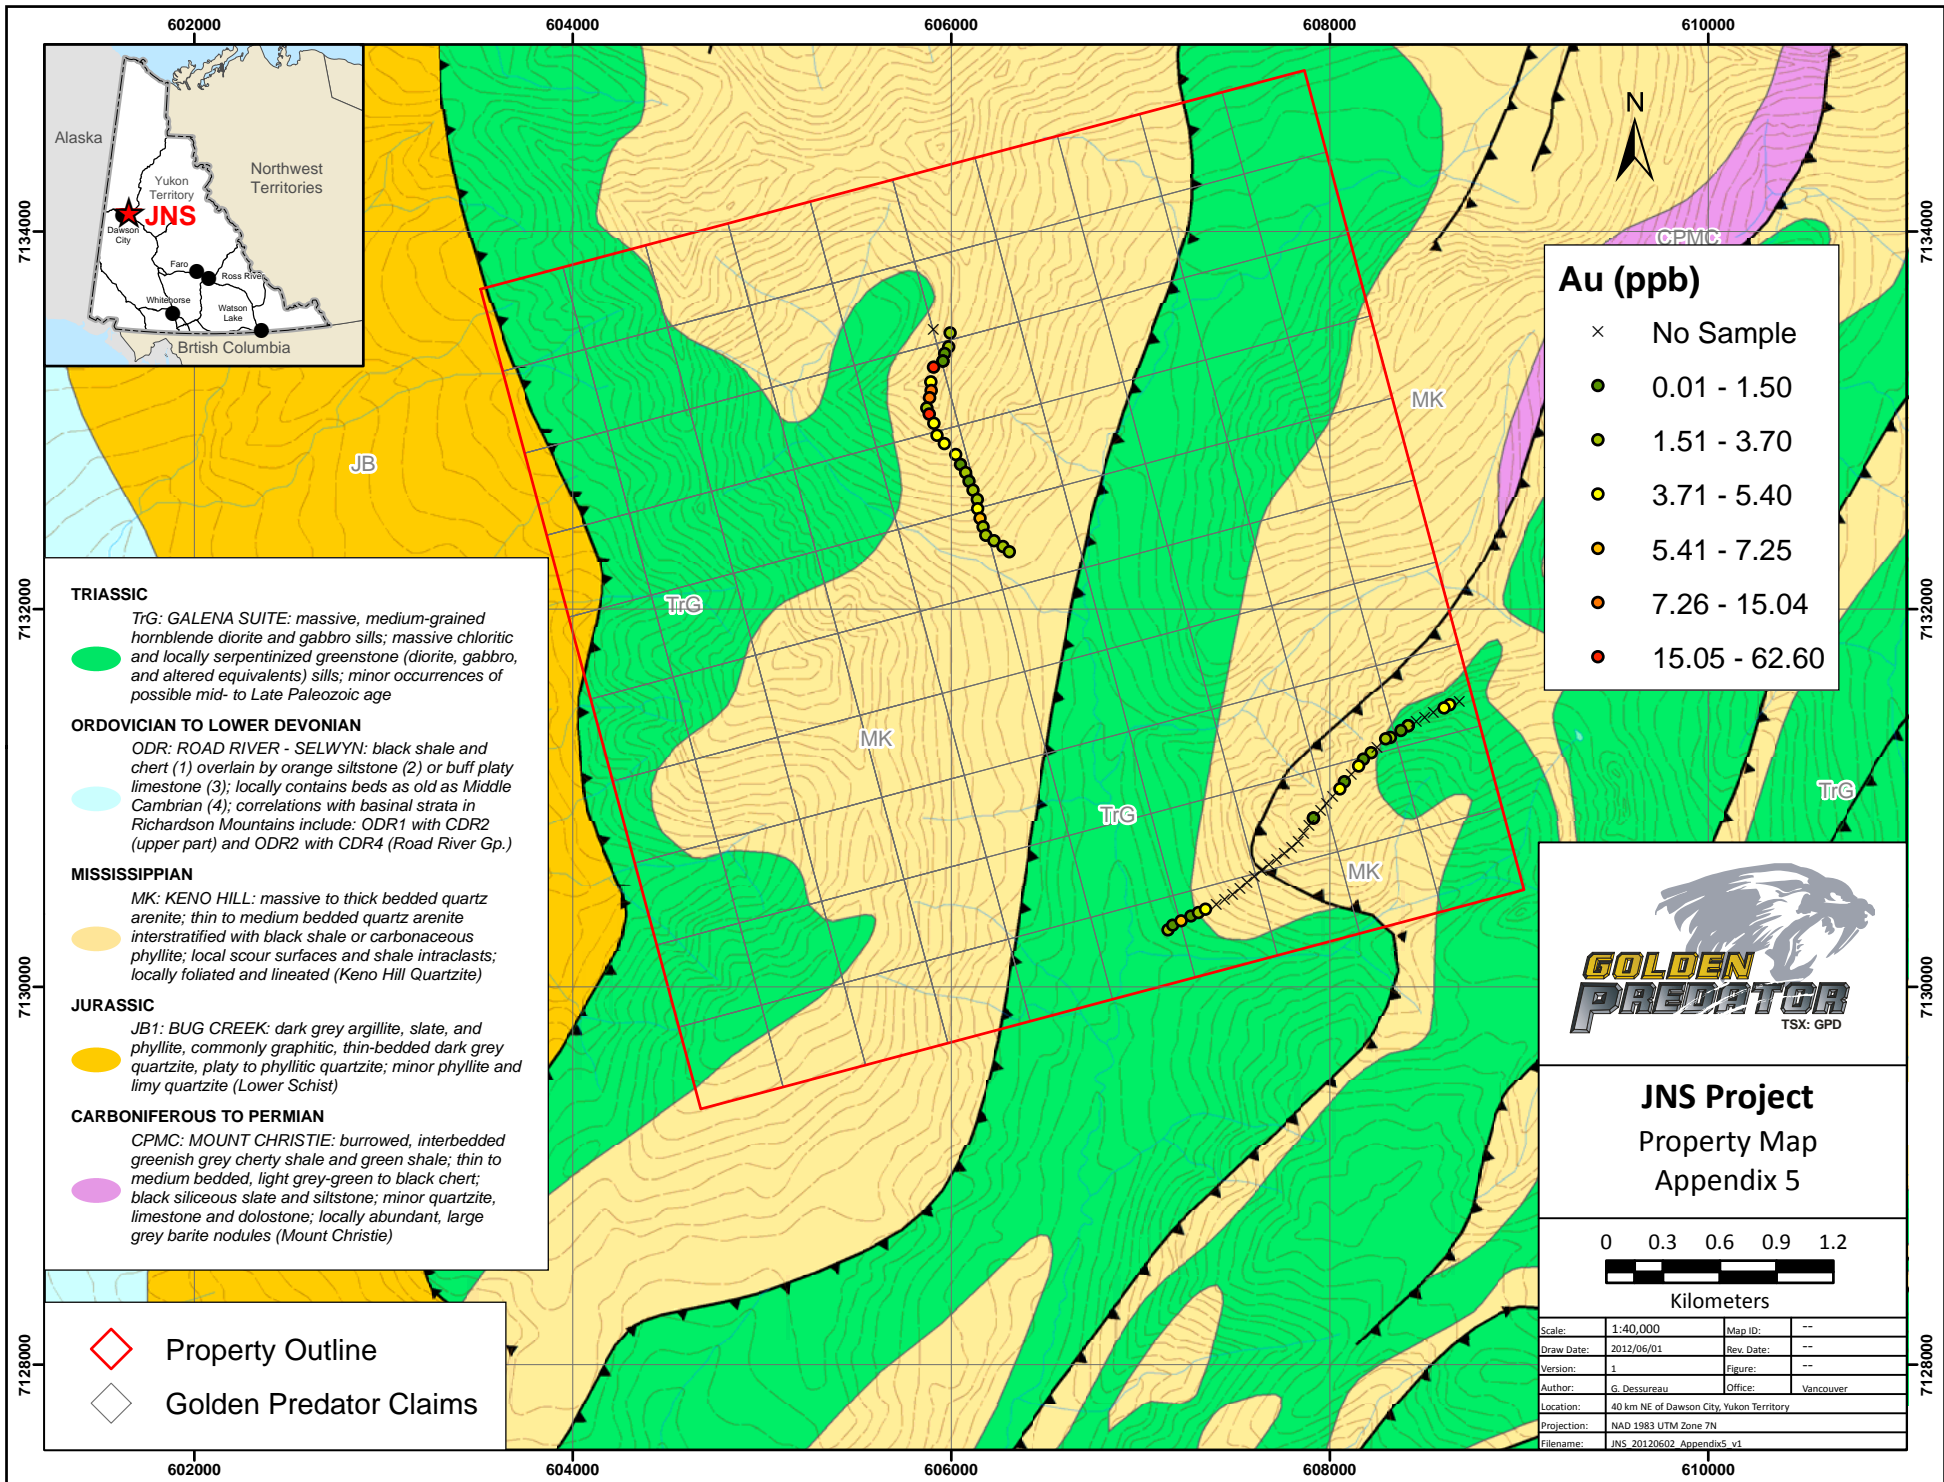 602000
604000
606000
608000
610000
7134000
7132000
7130000
7128000
7134000
7132000
7130000
7128000
Alaska
Yukon
Territory
Northwest
Territories
JNS
Dawson
City
Faro
Ross River
Whitehorse
Watson
Lake
Brtish Columbia
N
CPMC
JB
MK
TrG
MK
TrG
MK
TrG
Au (ppb)
No Sample
0.01 - 1.50
1.51 - 3.70
3.71 - 5.40
5.41 - 7.25
7.26 - 15.04
15.05 - 62.60
TRIASSIC
TrG: GALENA SUITE: massive, medium-grained
hornblende diorite and gabbro sills; massive chloritic
and locally serpentinized greenstone (diorite, gabbro,
and altered equivalents) sills; minor occurrences of
possible mid- to Late Paleozoic age
ORDOVICIAN TO LOWER DEVONIAN
ODR: ROAD RIVER - SELWYN: black shale and
chert (1) overlain by orange siltstone (2) or buff platy
limestone (3); locally contains beds as old as Middle
Cambrian (4); correlations with basinal strata in
Richardson Mountains include: ODR1 with CDR2
(upper part) and ODR2 with CDR4 (Road River Gp.)
MISSISSIPPIAN
MK: KENO HILL: massive to thick bedded quartz
arenite; thin to medium bedded quartz arenite
interstratified with black shale or carbonaceous
phyllite; local scour surfaces and shale intraclasts;
locally foliated and lineated (Keno Hill Quartzite)
JURASSIC
JB1: BUG CREEK: dark grey argillite, slate, and
phyllite, commonly graphitic, thin-bedded dark grey
quartzite, platy to phyllitic quartzite; minor phyllite and
limy quartzite (Lower Schist)
CARBONIFEROUS TO PERMIAN
CPMC: MOUNT CHRISTIE: burrowed, interbedded
greenish grey cherty shale and green shale; thin to
medium bedded, light grey-green to black chert;
black siliceous slate and siltstone; minor quartzite,
limestone and dolostone; locally abundant, large
grey barite nodules (Mount Christie)
Property Outline
Golden Predator Claims
GOLDEN
PREDATOR
TSX: GPD
JNS Project
Property Map
Appendix 5
0 0.3 0.6 0.9 1.2
Kilometers
Scale: 1:40,000 Map ID: --
Draw Date: 2012/06/01 Rev. Date: --
Version: 1 Figure: --
Author: G. Dessureau Office: Vancouver
Location: 40 km NE of Dawson City, Yukon Territory
Projection: NAD 1983 UTM Zone 7N
Filename: JNS_20120602_Appendix5_v1
602000
604000
606000
608000
610000